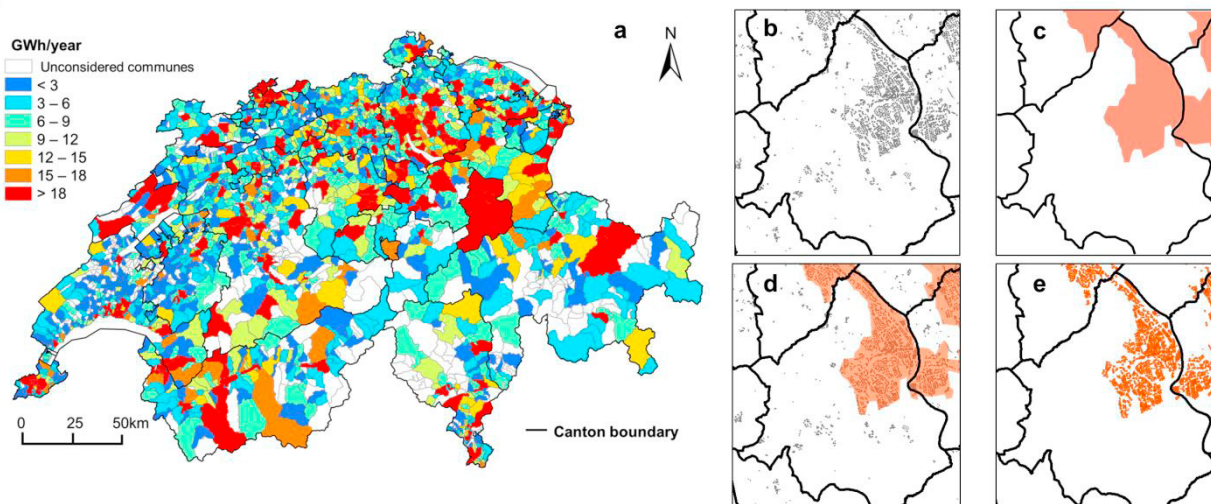 a
N
GWh/year
Unconsidered communes
< 3
3 – 6
6 – 9
9 – 12
12 – 15
15 – 18
> 18
0 25 50km
Canton boundary
b
c
d
e